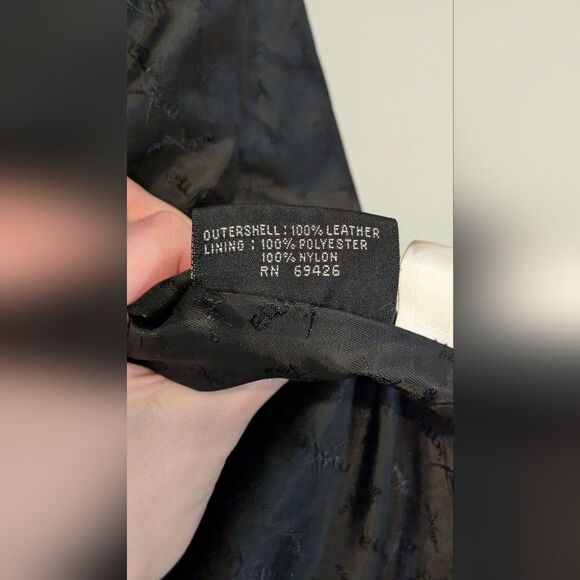 OUTERSHELL: 100% LEATHER
LINING: 100% POLYESTER
100% NYLON
RN 69426